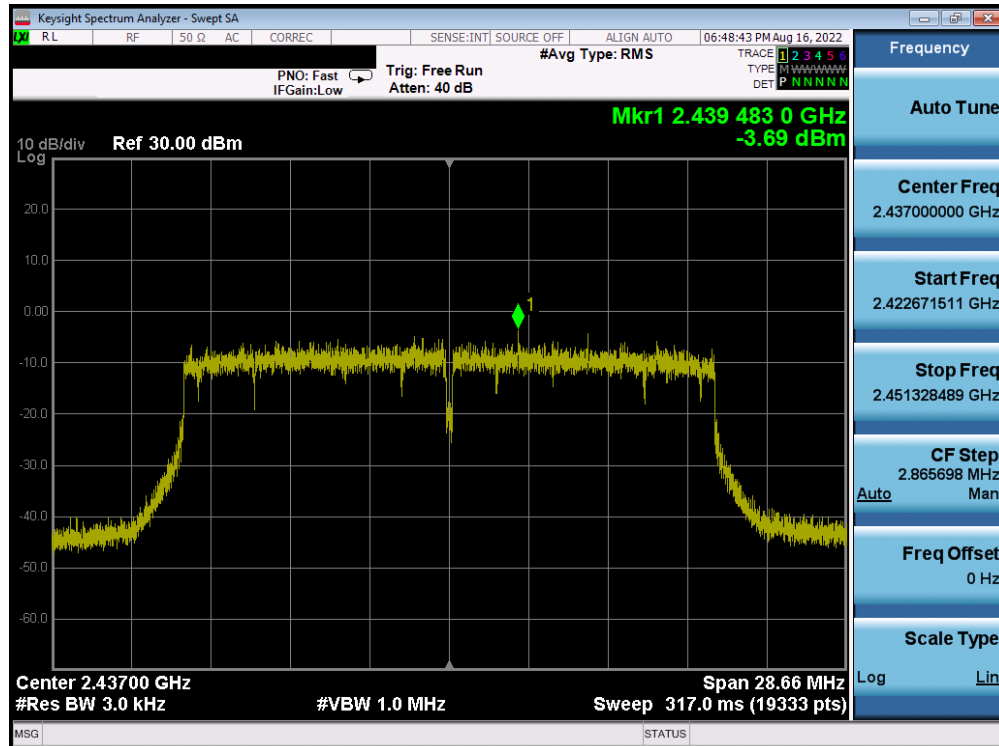 Keysight Spectrum Analyzer - Swept SA
LXI RL RF 50 Ω AC CORREC SENSE:INT SOURCE OFF ALIGN AUTO 06:48:43 PM Aug 16, 2022
#Avg Type: RMS
TRACE 1 2 3 4 5 6
TYPE M W W W W W
DET P N N N N N
PNO: Fast
IFGain:Low
Trig: Free Run
Atten: 40 dB
Mkr1 2.439 483 0 GHz
-3.69 dBm
10 dB/div Ref 30.00 dBm
Log
20.0
10.0
0.00
-10.0
-20.0
-30.0
-40.0
-50.0
-60.0
1
Center 2.43700 GHz
Span 28.66 MHz
#Res BW 3.0 kHz
#VBW 1.0 MHz
Sweep 317.0 ms (19333 pts)
MSG
STATUS
Frequency
Auto Tune
Center Freq
2.437000000 GHz
Start Freq
2.422671511 GHz
Stop Freq
2.451328489 GHz
CF Step
2.865698 MHz
Auto Man
Freq Offset
0 Hz
Scale Type
Log Lin